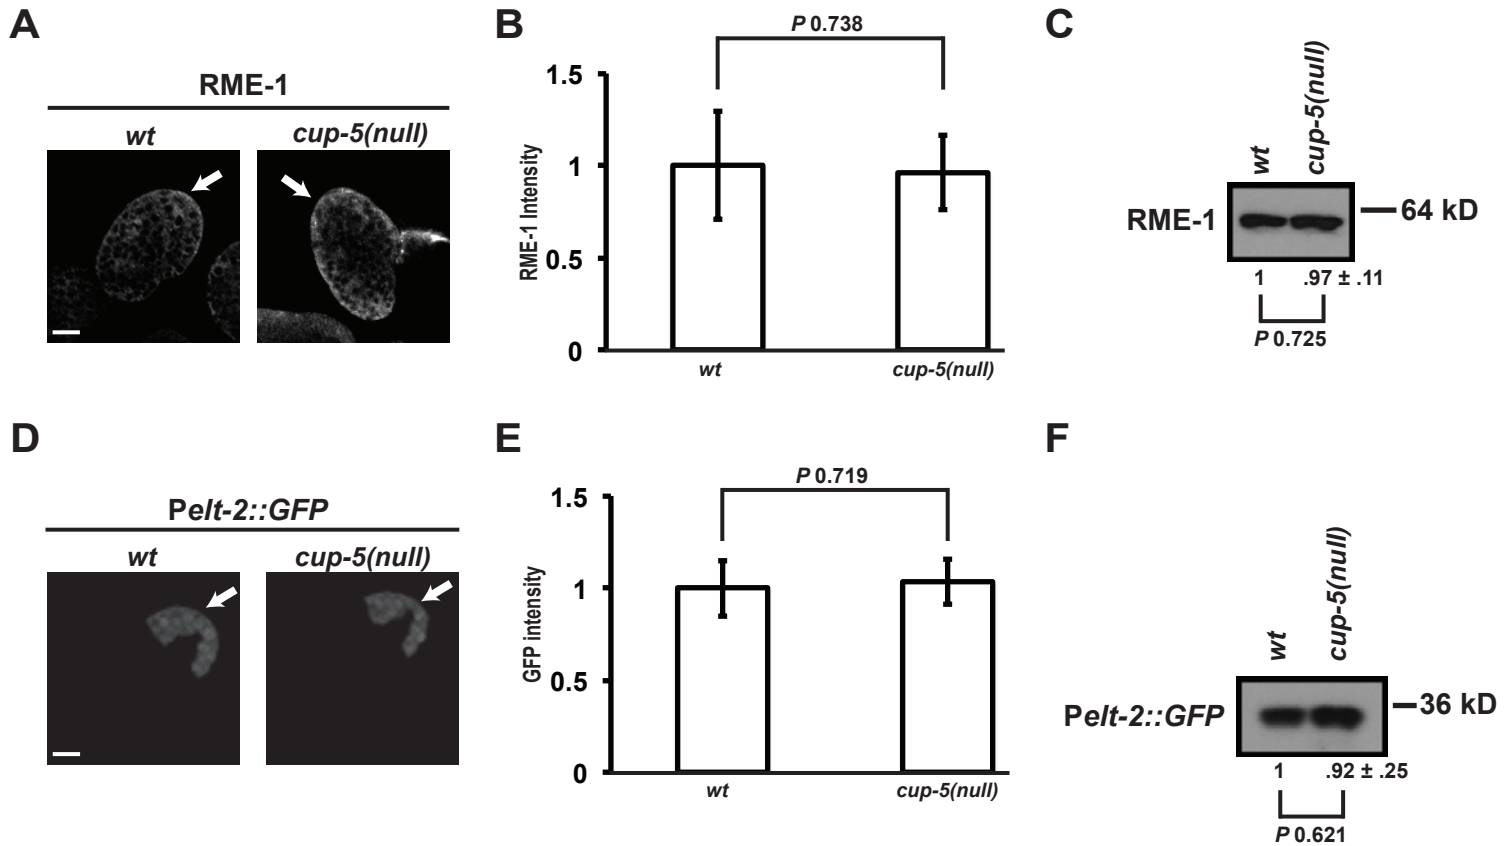 A
RME-1
wt
cup-5(null)
B
P 0.738
1.5
1
0.5
0
RME-1 Intensity
wt
cup-5(null)
C
wt
cup-5(null)
RME-1
64 kD
1
.97 ± .11
P 0.725
D
Pelt-2::GFP
wt
cup-5(null)
E
P 0.719
1.5
1
0.5
0
GFP intensity
wt
cup-5(null)
F
wt
cup-5(null)
Pelt-2::GFP
36 kD
1
.92 ± .25
P 0.621